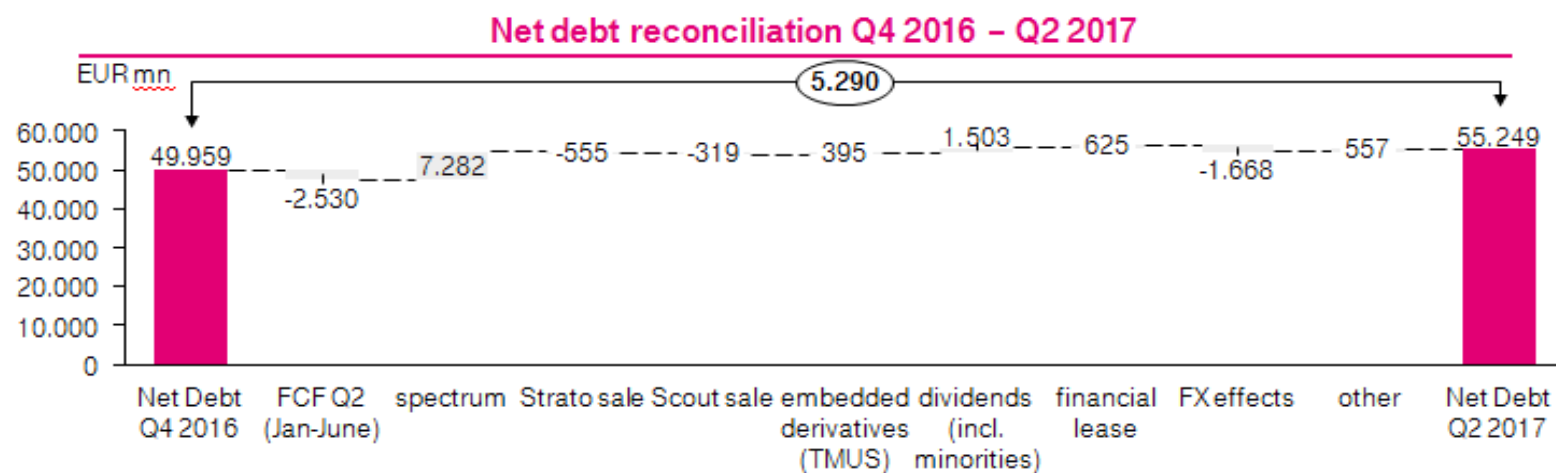 Net debt reconciliation Q4 2016 – Q2 2017
EUR mn
5.290
60.000
50.000
40.000
30.000
20.000
10.000
0
49.959
-2.530
7.282
-555
-319
395
1.503
625
-1.668
557
55.249
Net Debt
Q4 2016
FCF Q2
(Jan-June)
spectrum
Strato sale
Scout sale
embedded
derivatives
(TMUS)
dividends
(incl.
minorities)
financial
lease
FX effects
other
Net Debt
Q2 2017